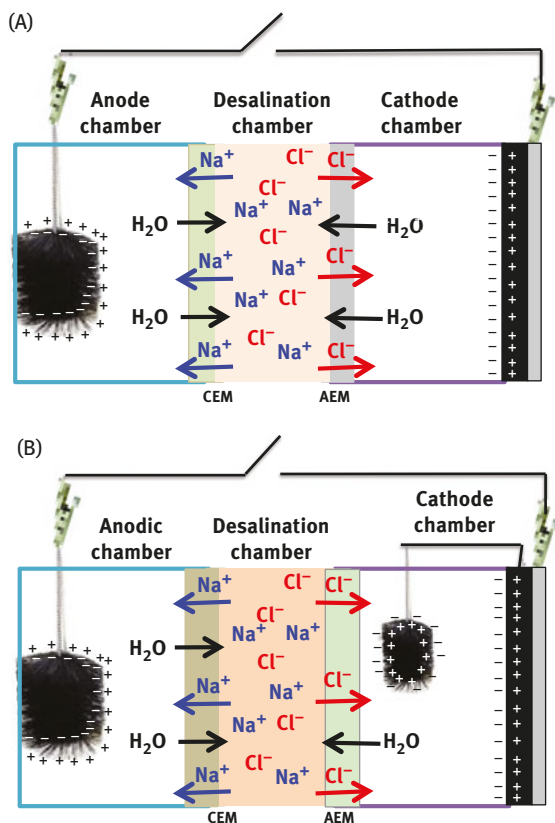 (A)
Anode
chamber
Desalination
chamber
Cathode
chamber
Na⁺ Cl⁻ Cl⁻
Cl⁻
H₂O Na⁺ Na⁺ H₂O
Cl⁻ Cl⁻
Na⁺ Na⁺
H₂O Na⁺ Cl⁻ H₂O
Cl⁻
Na⁺ Na⁺ Cl⁻
CEM AEM
(B)
Anodic
chamber
Desalination
chamber
Cathode
chamber
Na⁺ Cl⁻ Cl⁻
Cl⁻
H₂O Na⁺ Na⁺
Cl⁻
Na⁺ Na⁺ Cl⁻
H₂O Na⁺ Cl⁻ H₂O
Cl⁻
Na⁺ Na⁺ Cl⁻
CEM AEM